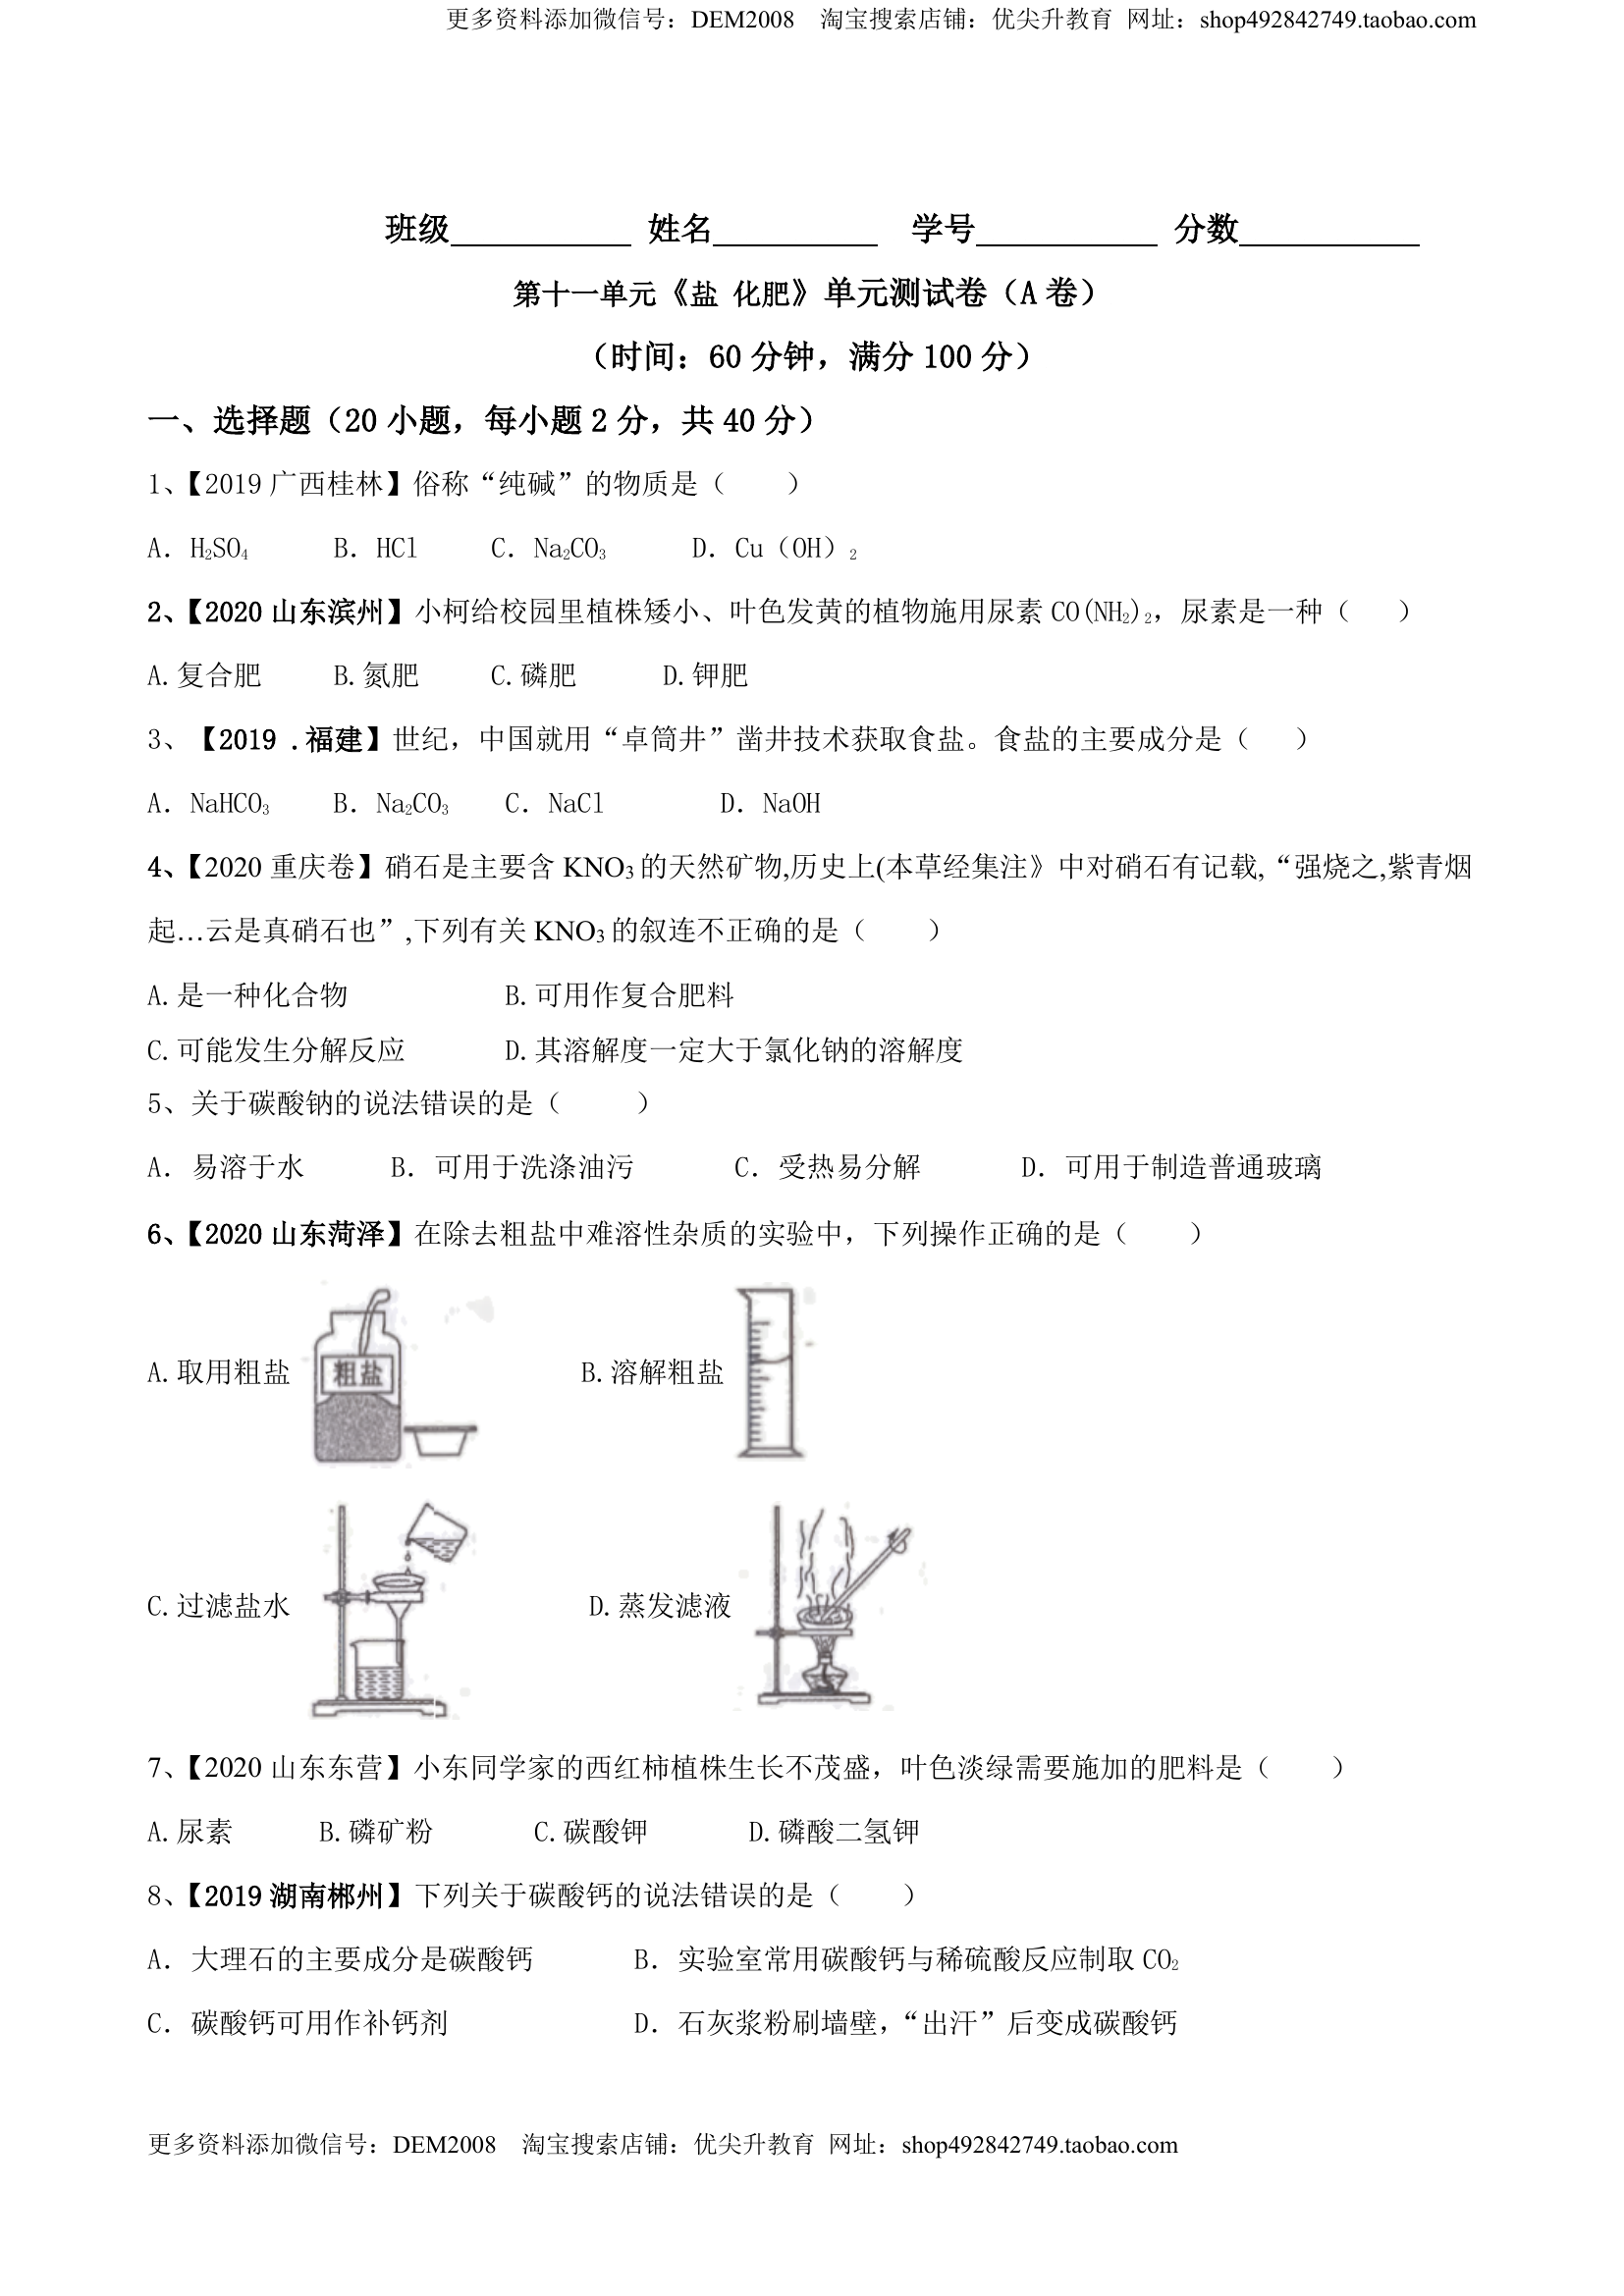 更多资料添加微信号：DEM2008 淘宝搜索店铺：优尖升教育 网址：shop492842749.taobao.com
班级 姓名 学号 分数
第十一单元《盐 化肥》单元测试卷（A 卷）
（时间：60 分钟，满分 100 分）
一、选择题（20 小题，每小题 2 分，共 40 分）
1、【2019 广西桂林】俗称“纯碱”的物质是（ ）
A．H₂SO₄ B．HCl C．Na₂CO₃ D．Cu（OH）₂
2、【2020 山东滨州】小柯给校园里植株矮小、叶色发黄的植物施用尿素 CO(NH₂)₂，尿素是一种（ ）
A.复合肥 B.氮肥 C.磷肥 D.钾肥
3、【2019 .福建】世纪，中国就用“卓筒井”凿井技术获取食盐。食盐的主要成分是（ ）
A．NaHCO₃ B．Na₂CO₃ C．NaCl D．NaOH
4、【2020 重庆卷】硝石是主要含 KNO₃ 的天然矿物,历史上(本草经集注》中对硝石有记载,“强烧之,紫青烟
起…云是真硝石也”,下列有关 KNO₃ 的叙连不正确的是（ ）
A.是一种化合物 B.可用作复合肥料
C.可能发生分解反应 D.其溶解度一定大于氯化钠的溶解度
5、关于碳酸钠的说法错误的是（ ）
A．易溶于水 B．可用于洗涤油污 C．受热易分解 D．可用于制造普通玻璃
6、【2020 山东菏泽】在除去粗盐中难溶性杂质的实验中，下列操作正确的是（ ）
A.取用粗盐 粗盐 B.溶解粗盐
C.过滤盐水 D.蒸发滤液
7、【2020 山东东营】小东同学家的西红柿植株生长不茂盛，叶色淡绿需要施加的肥料是（ ）
A.尿素 B.磷矿粉 C.碳酸钾 D.磷酸二氢钾
8、【2019 湖南郴州】下列关于碳酸钙的说法错误的是（ ）
A．大理石的主要成分是碳酸钙 B．实验室常用碳酸钙与稀硫酸反应制取 CO₂
C．碳酸钙可用作补钙剂 D．石灰浆粉刷墙壁，“出汗”后变成碳酸钙
更多资料添加微信号：DEM2008 淘宝搜索店铺：优尖升教育 网址：shop492842749.taobao.com